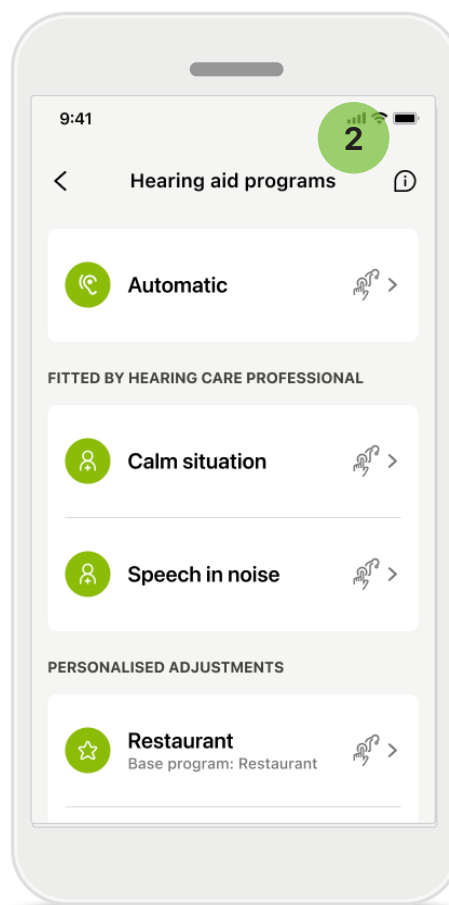 9:41
2
Hearing aid programs
Automatic
FITTED BY HEARING CARE PROFESSIONAL
Calm situation
Speech in noise
PERSONALISED ADJUSTMENTS
Restaurant
Base program: Restaurant